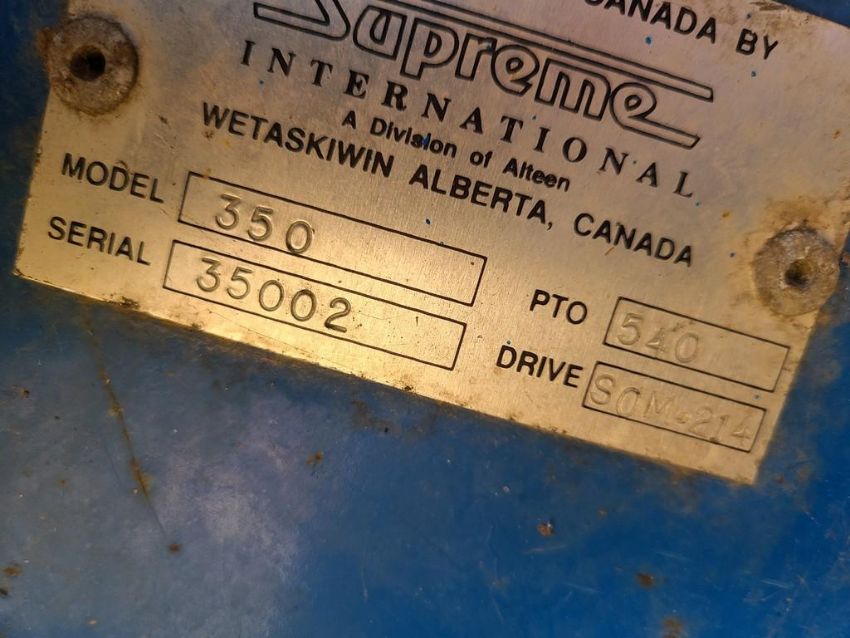 CANADA BY
Supreme
INTERNATIONAL
A Division of Alteen
WETASKIWIN ALBERTA, CANADA
MODEL 350
SERIAL 35002
PTO 540
DRIVE SOM-214